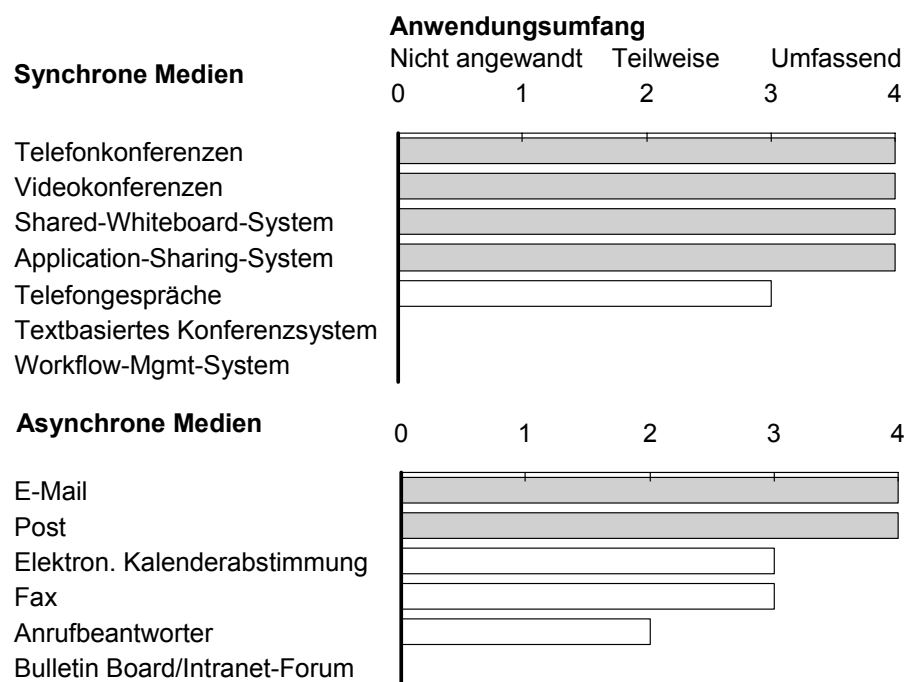 Anwendungsumfang
Nicht angewandt Teilweise Umfassend
Synchrone Medien
0 1 2 3 4
Telefonkonferenzen
Videokonferenzen
Shared-Whiteboard-System
Application-Sharing-System
Telefongespräche
Textbasiertes Konferenzsystem
Workflow-Mgmt-System
Asynchrone Medien
0 1 2 3 4
E-Mail
Post
Elektron. Kalenderabstimmung
Fax
Anrufbeantworter
Bulletin Board/Intranet-Forum